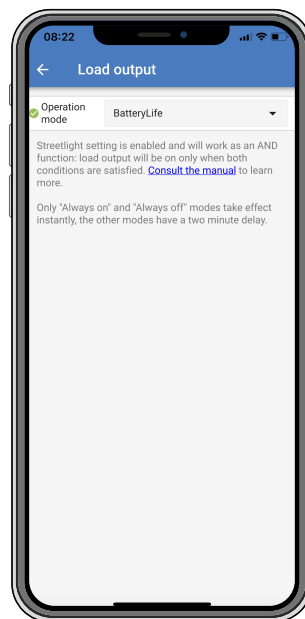 08:22
Load output
Operation mode
BatteryLife
Streetlight setting is enabled and will work as an AND
function: load output will be on only when both
conditions are satisfied. Consult the manual to learn
more.
Only "Always on" and "Always off" modes take effect
instantly, the other modes have a two minute delay.